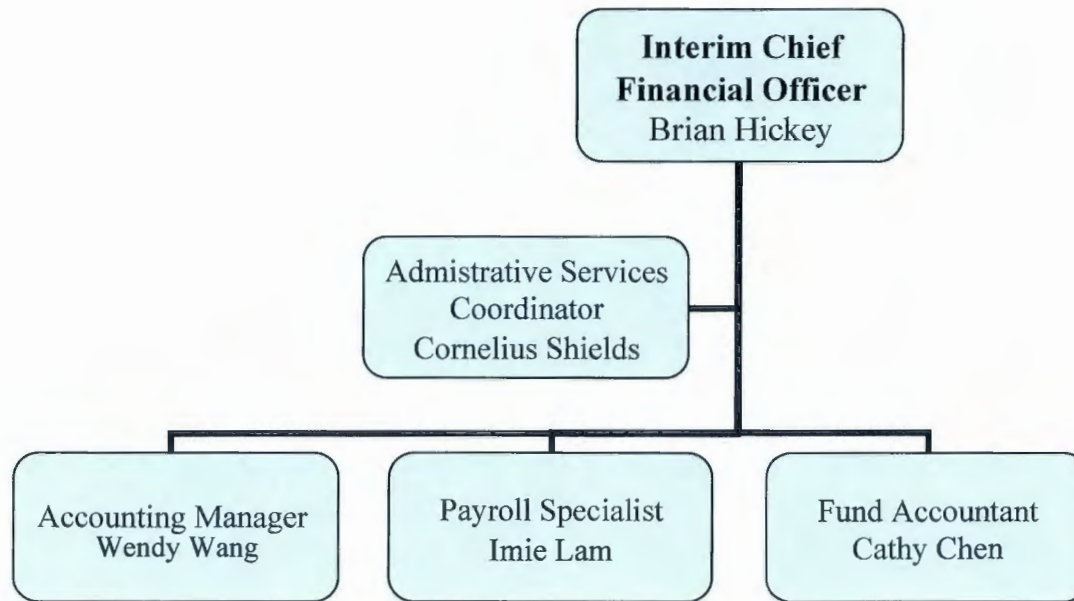 Interim Chief
Financial Officer
Brian Hickey
Admistrative Services
Coordinator
Cornelius Shields
Accounting Manager
Wendy Wang
Payroll Specialist
Imie Lam
Fund Accountant
Cathy Chen